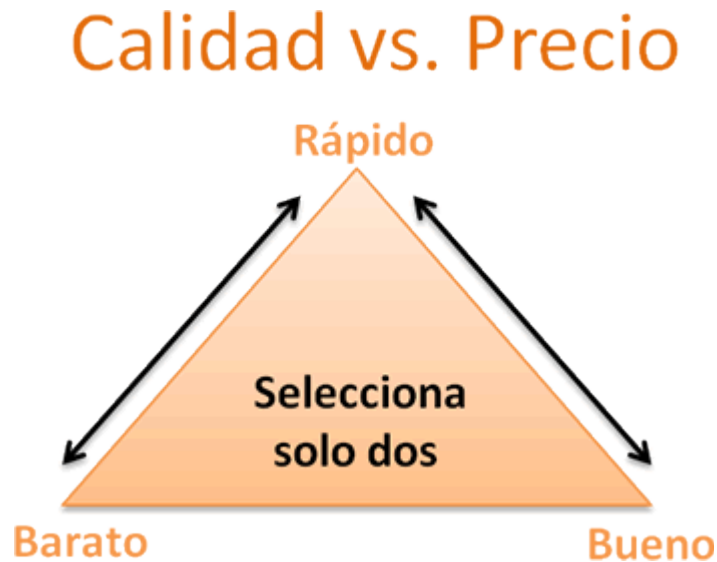 Calidad vs. Precio
Rápido
Selecciona
solo dos
Barato
Bueno